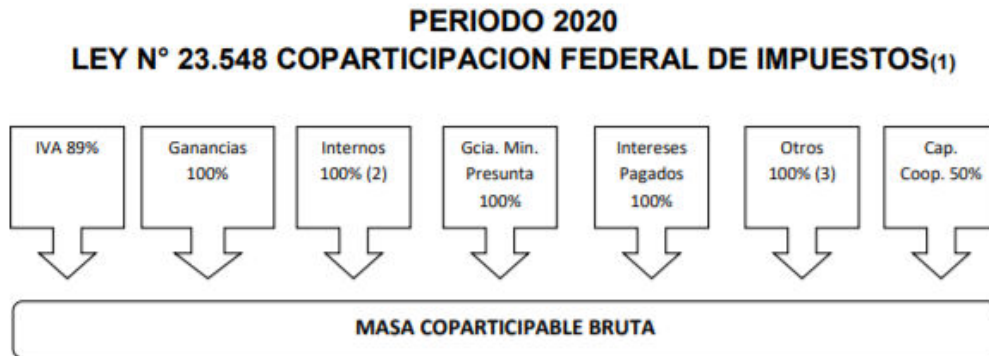 PERIODO 2020
LEY N° 23.548 COPARTICIPACION FEDERAL DE IMPUESTOS(1)
IVA 89%
Ganancias
100%
Internos
100% (2)
Gcia. Min.
Presunta
100%
Intereses
Pagados
100%
Otros
100% (3)
Cap.
Coop. 50%
MASA COPARTICIPABLE BRUTA